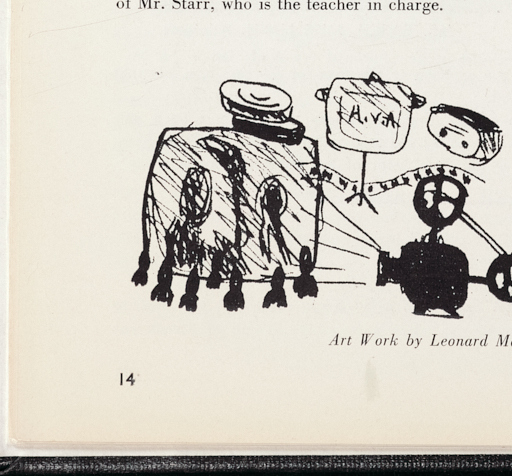 of Mr. Starr, who is the teacher in charge.
A.V.A
Art Work by Leonard
14